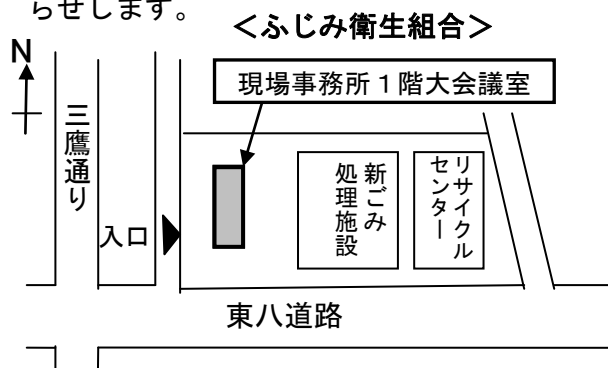 らせします。
＜ふじみ衛生組合＞
N
現場事務所１階大会議室
三鷹通り
入口
新ごみ
処理施設
リサイクル
センター
東八道路